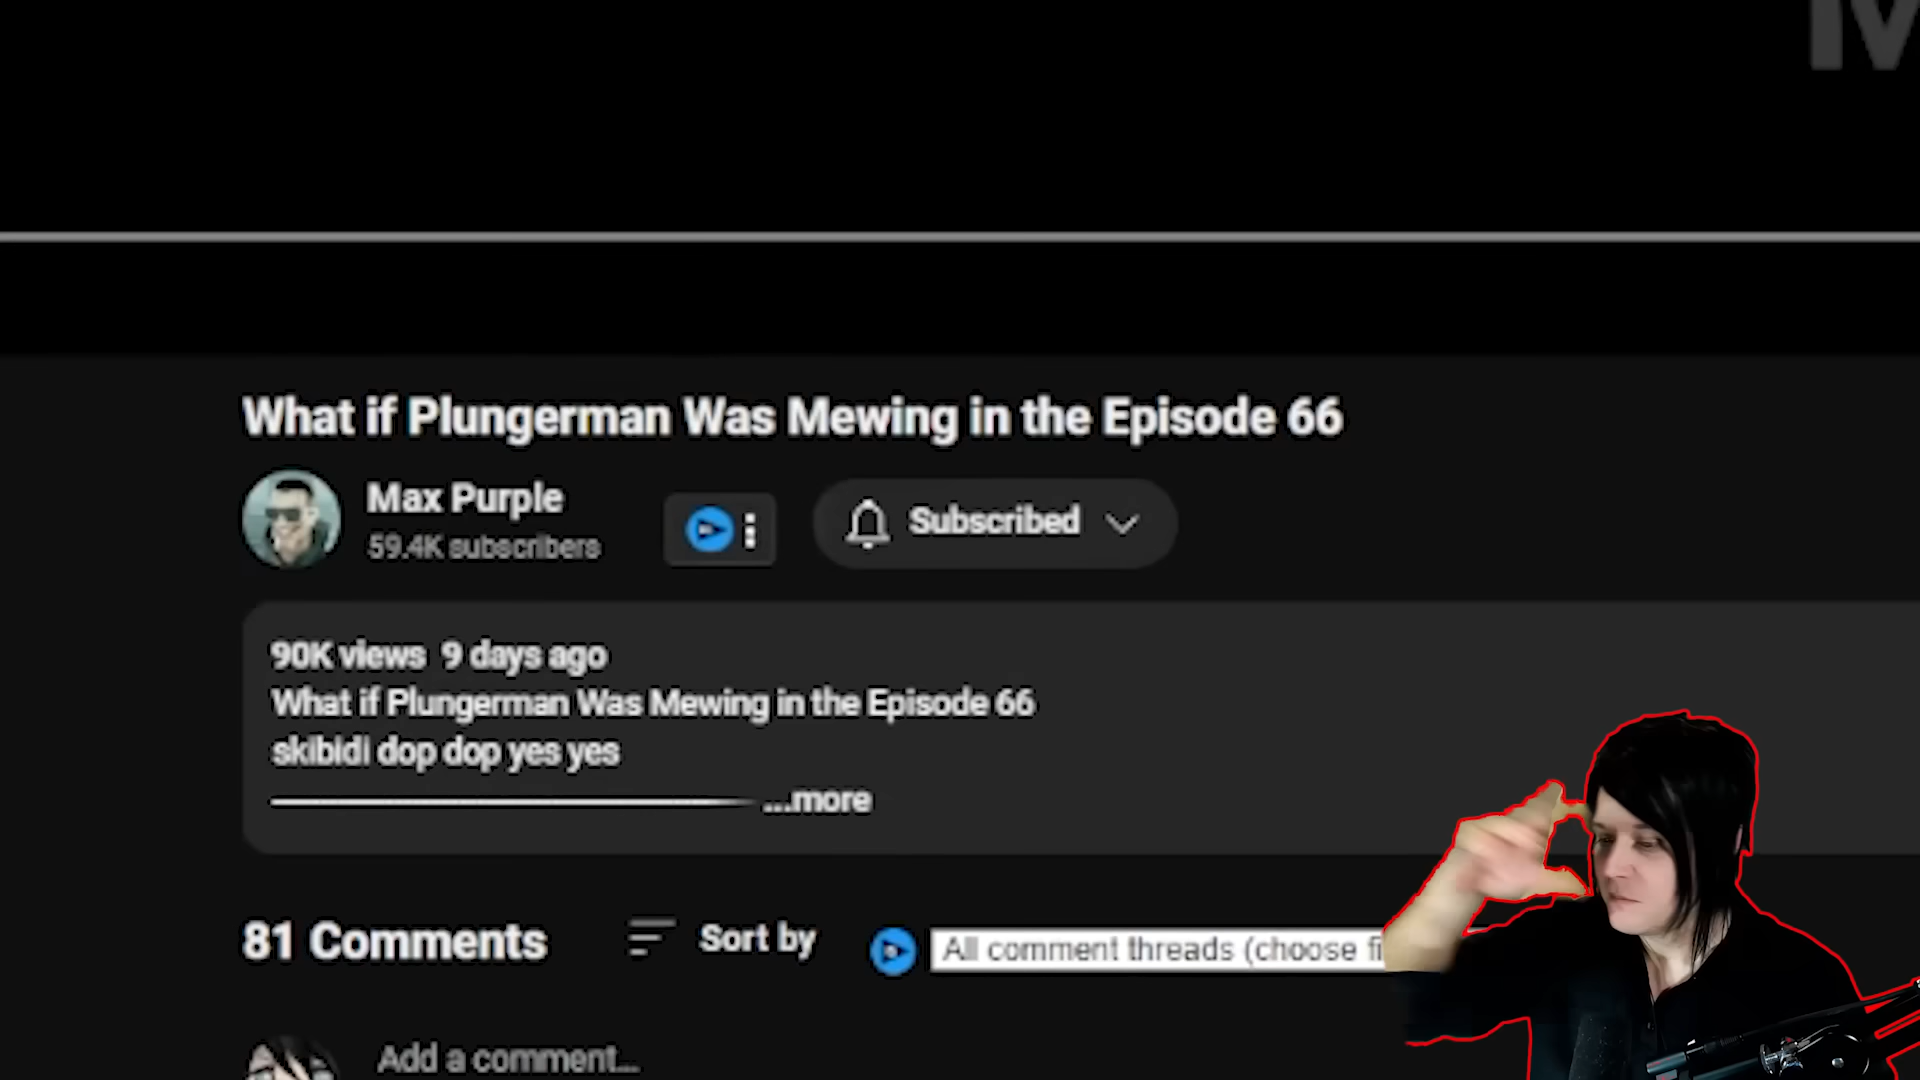 What if Plungerman Was Mewing in the Episode 66
Max Purple
59.4K subscribers
Subscribed
90K views 9 days ago
What if Plungerman Was Mewing in the Episode 66
skibidi dop dop yes yes
...more
81 Comments
Sort by
All comment threads (choose
Add a comment...